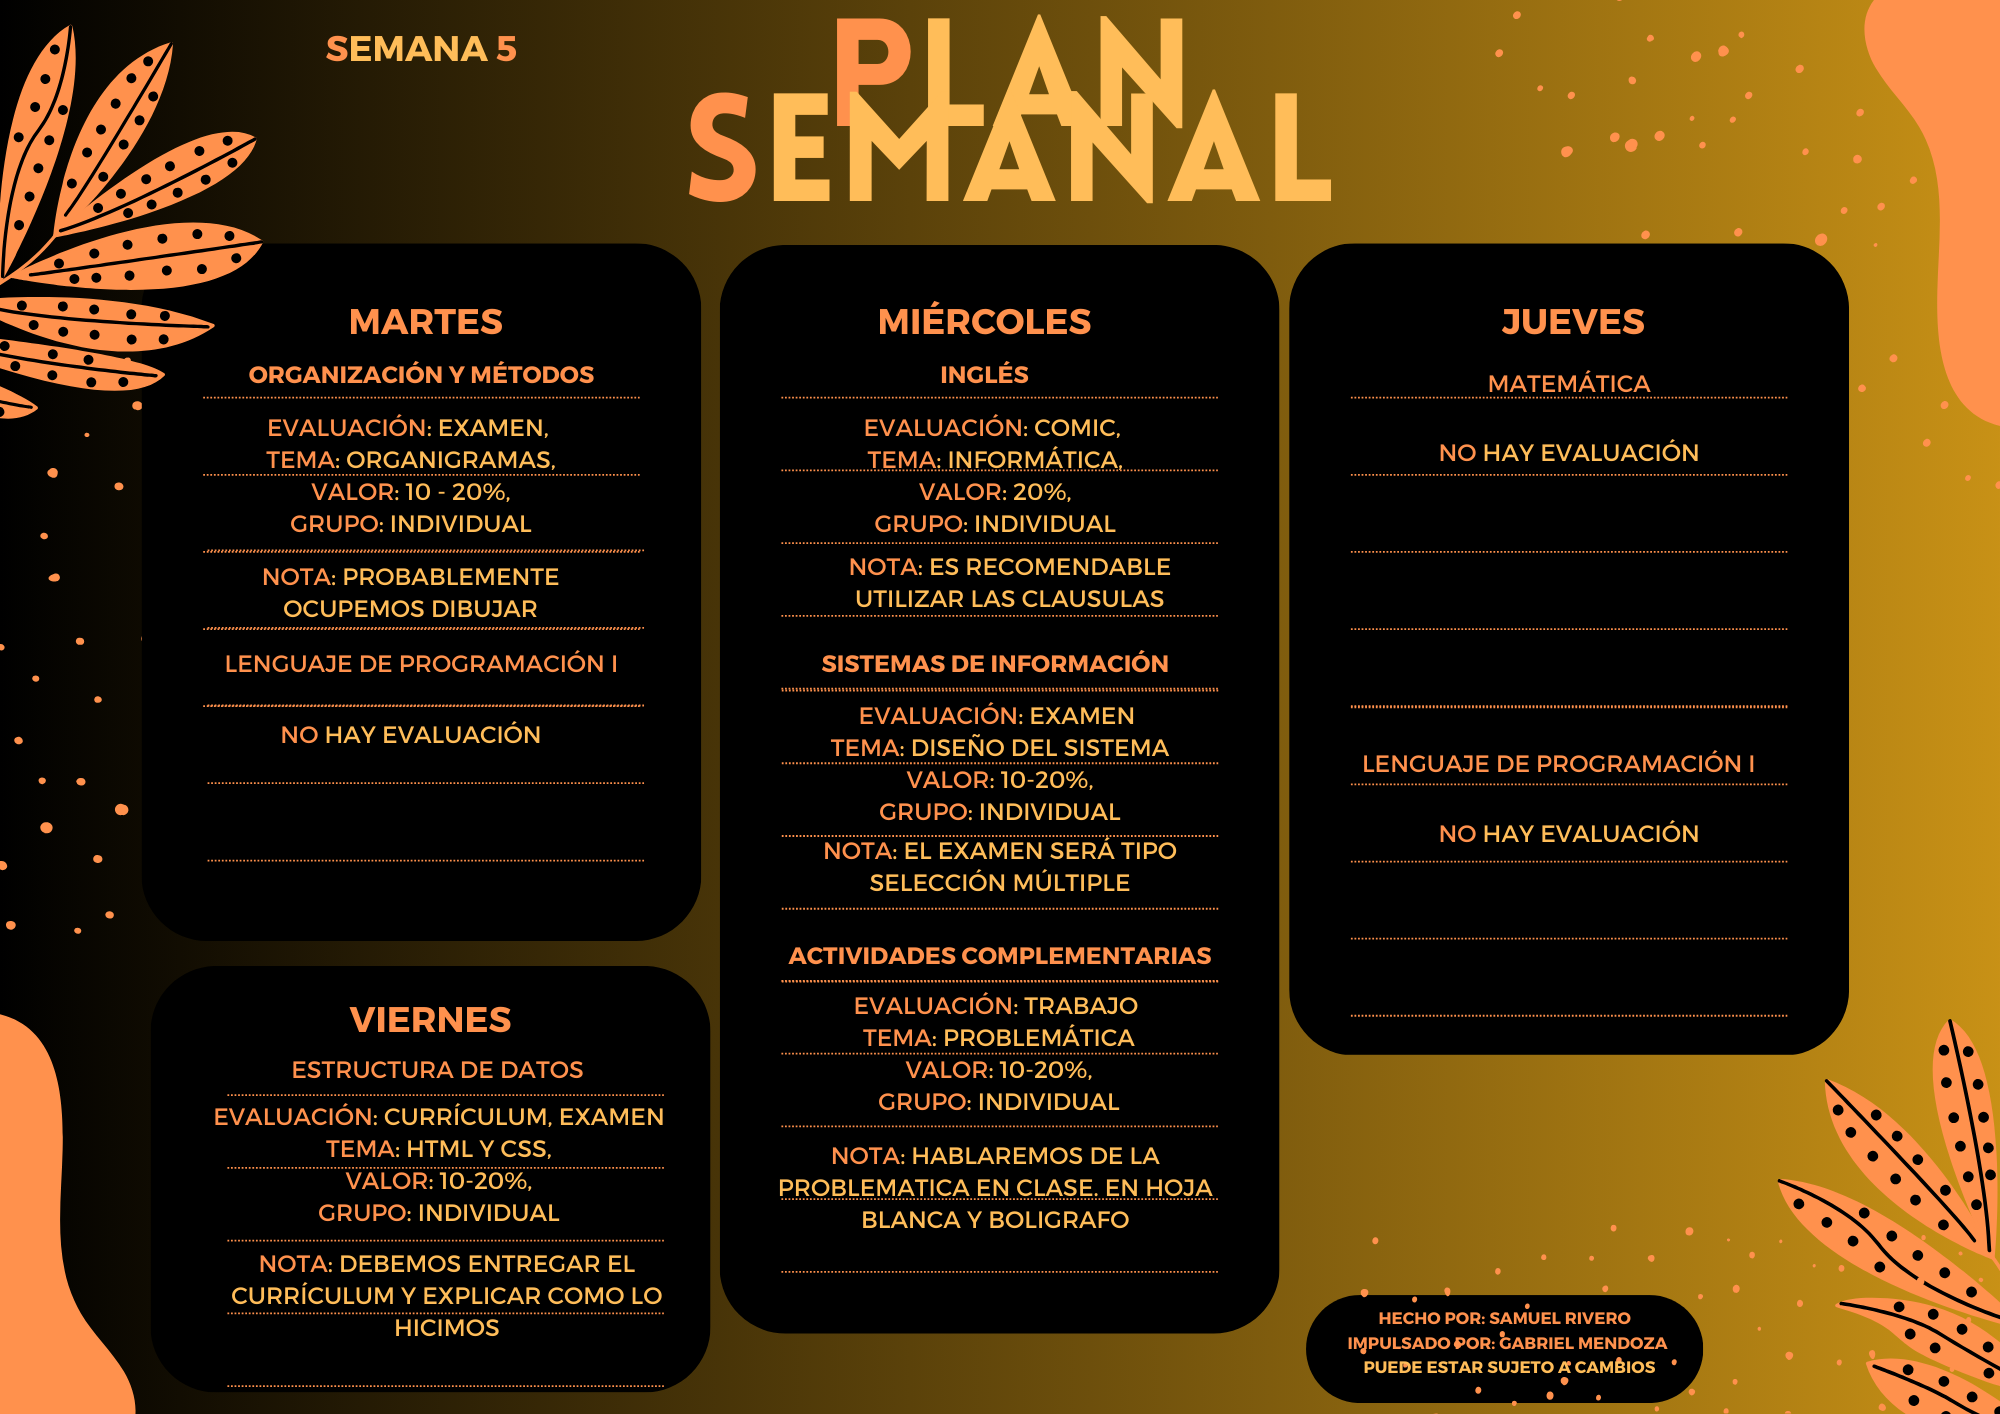 SEMANA 5
PLAN
SEMANAL
MARTES
ORGANIZACIÓN Y MÉTODOS
EVALUACIÓN: EXAMEN,
TEMA: ORGANIGRAMAS,
VALOR: 10 - 20%,
GRUPO: INDIVIDUAL
NOTA: PROBABLEMENTE
OCUPEMOS DIBUJAR
LENGUAJE DE PROGRAMACIÓN I
NO HAY EVALUACIÓN
MIÉRCOLES
INGLÉS
EVALUACIÓN: COMIC,
TEMA: INFORMÁTICA,
VALOR: 20%,
GRUPO: INDIVIDUAL
NOTA: ES RECOMENDABLE
UTILIZAR LAS CLAUSULAS
SISTEMAS DE INFORMACIÓN
EVALUACIÓN: EXAMEN
TEMA: DISEÑO DEL SISTEMA
VALOR: 10-20%,
GRUPO: INDIVIDUAL
NOTA: EL EXAMEN SERÁ TIPO
SELECCIÓN MÚLTIPLE
ACTIVIDADES COMPLEMENTARIAS
EVALUACIÓN: TRABAJO
TEMA: PROBLEMÁTICA
VALOR: 10-20%,
GRUPO: INDIVIDUAL
NOTA: HABLAREMOS DE LA
PROBLEMATICA EN CLASE. EN HOJA
BLANCA Y BOLIGRAFO
JUEVES
MATEMÁTICA
NO HAY EVALUACIÓN
LENGUAJE DE PROGRAMACIÓN I
NO HAY EVALUACIÓN
VIERNES
ESTRUCTURA DE DATOS
EVALUACIÓN: CURRÍCULUM, EXAMEN
TEMA: HTML Y CSS,
VALOR: 10-20%,
GRUPO: INDIVIDUAL
NOTA: DEBEMOS ENTREGAR EL
CURRÍCULUM Y EXPLICAR COMO LO
HICIMOS
HECHO POR: SAMUEL RIVERO
IMPULSADO POR: GABRIEL MENDOZA
PUEDE ESTAR SUJETO A CAMBIOS